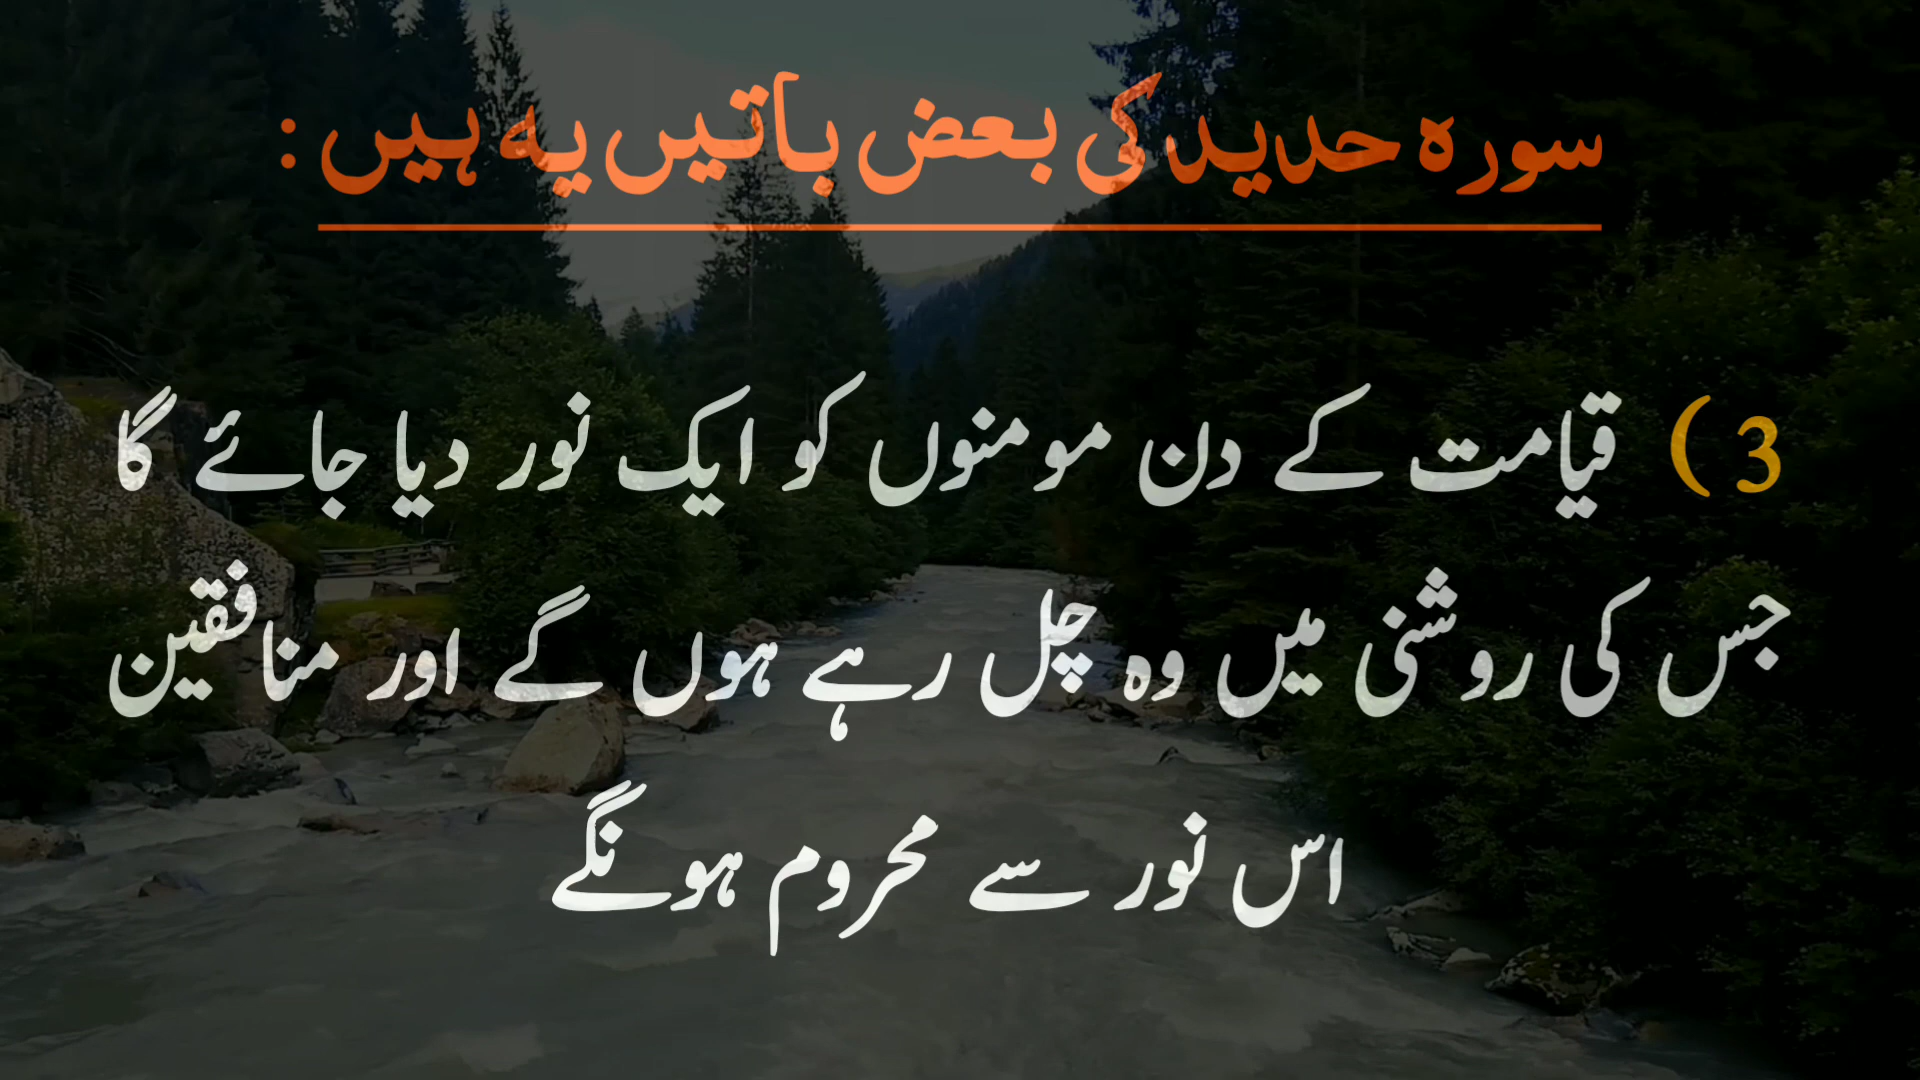 سورہ حدید کی بعض باتیں یہ ہیں :
3) قیامت کے دن مومنوں کو ایک نور دیا جائے گا
جس کی روشنی میں وہ چل رہے ہوں گے اور منافقین
اس نور سے محروم ہونگے